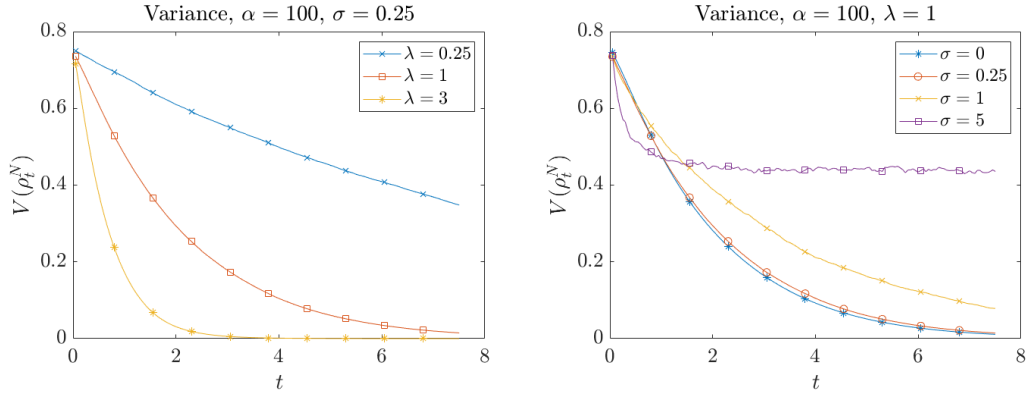 Variance, α = 100, σ = 0.25
0.8
0.6
0.4
0.2
0
V(ρ_t^N)
0 2 4 6 8
t
λ = 0.25
λ = 1
λ = 3
Variance, α = 100, λ = 1
0.8
0.6
0.4
0.2
0
V(ρ_t^N)
0 2 4 6 8
t
σ = 0
σ = 0.25
σ = 1
σ = 5